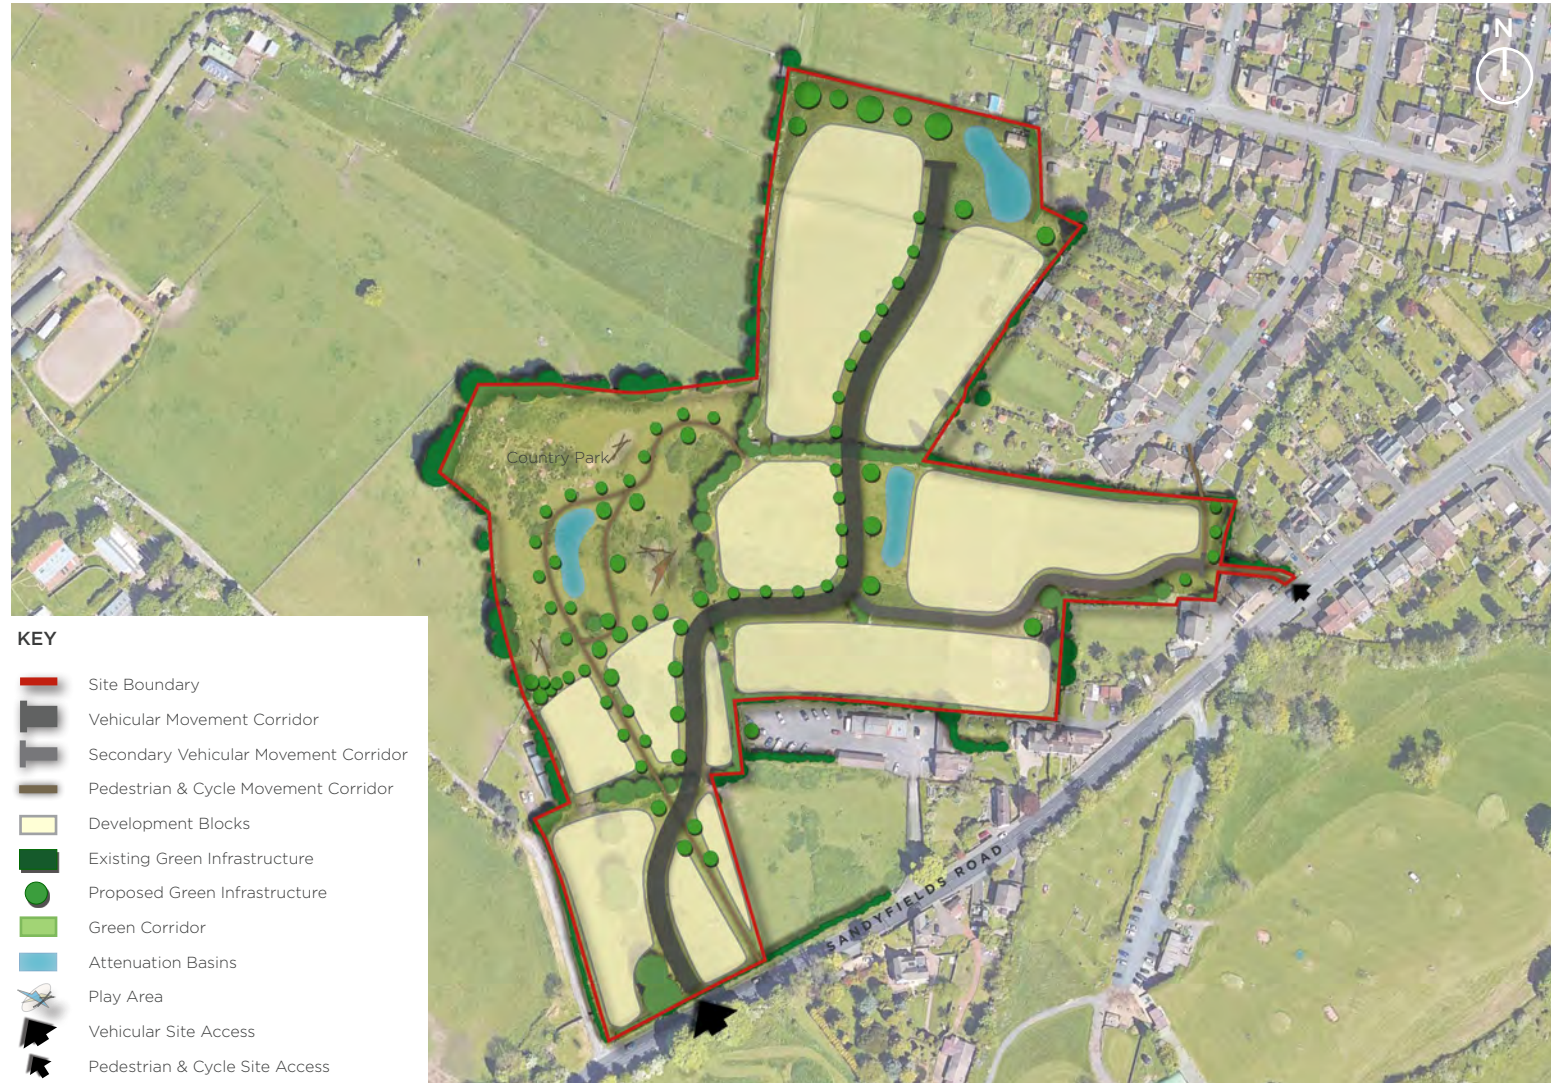 N
Country Park
SANDYFIELDS ROAD
KEY
Site Boundary
Vehicular Movement Corridor
Secondary Vehicular Movement Corridor
Pedestrian & Cycle Movement Corridor
Development Blocks
Existing Green Infrastructure
Proposed Green Infrastructure
Green Corridor
Attenuation Basins
Play Area
Vehicular Site Access
Pedestrian & Cycle Site Access